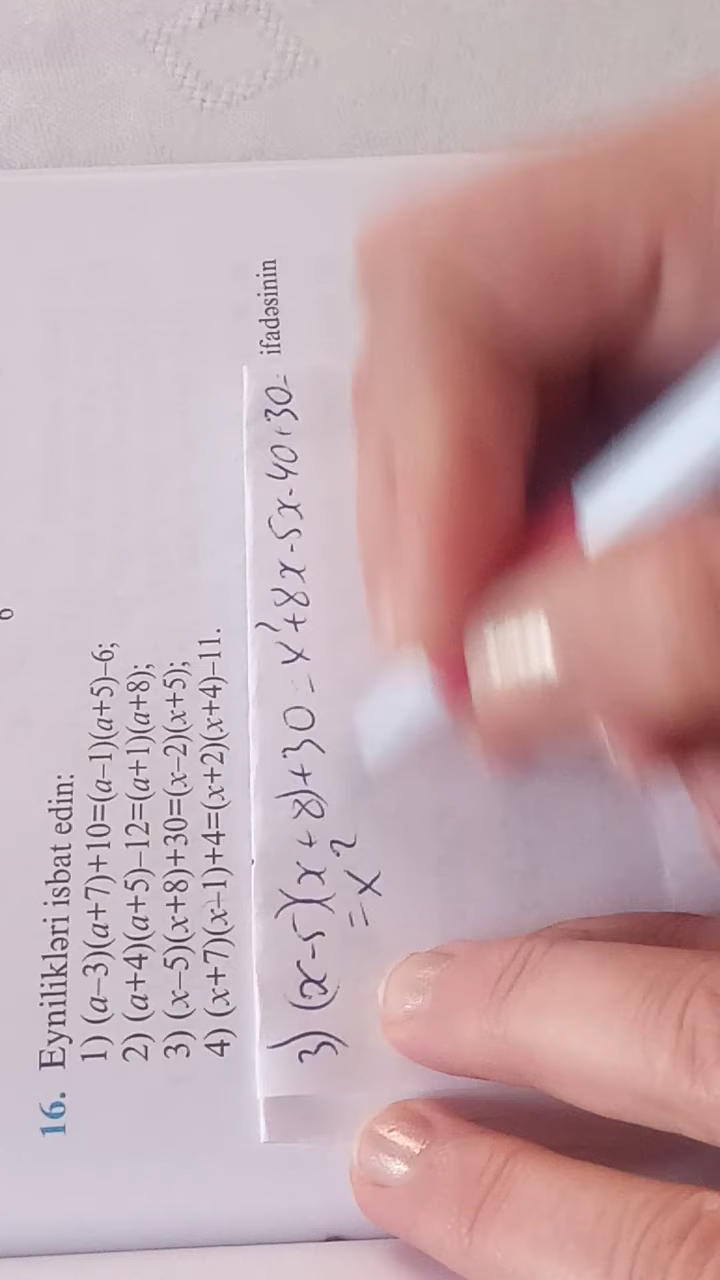 16. Eynilikləri isbat edin:
1) (a–3)(a+7)+10=(a–1)(a+5)–6;
2) (a+4)(a+5)–12=(a+1)(a+8);
3) (x–5)(x+8)+30=(x–2)(x+5);
4) (x+7)(x–1)+4=(x+2)(x+4)–11.
ifadəsinin
3) (x-5)(x+8)+30=x²+8x-5x-40+30=
=x²